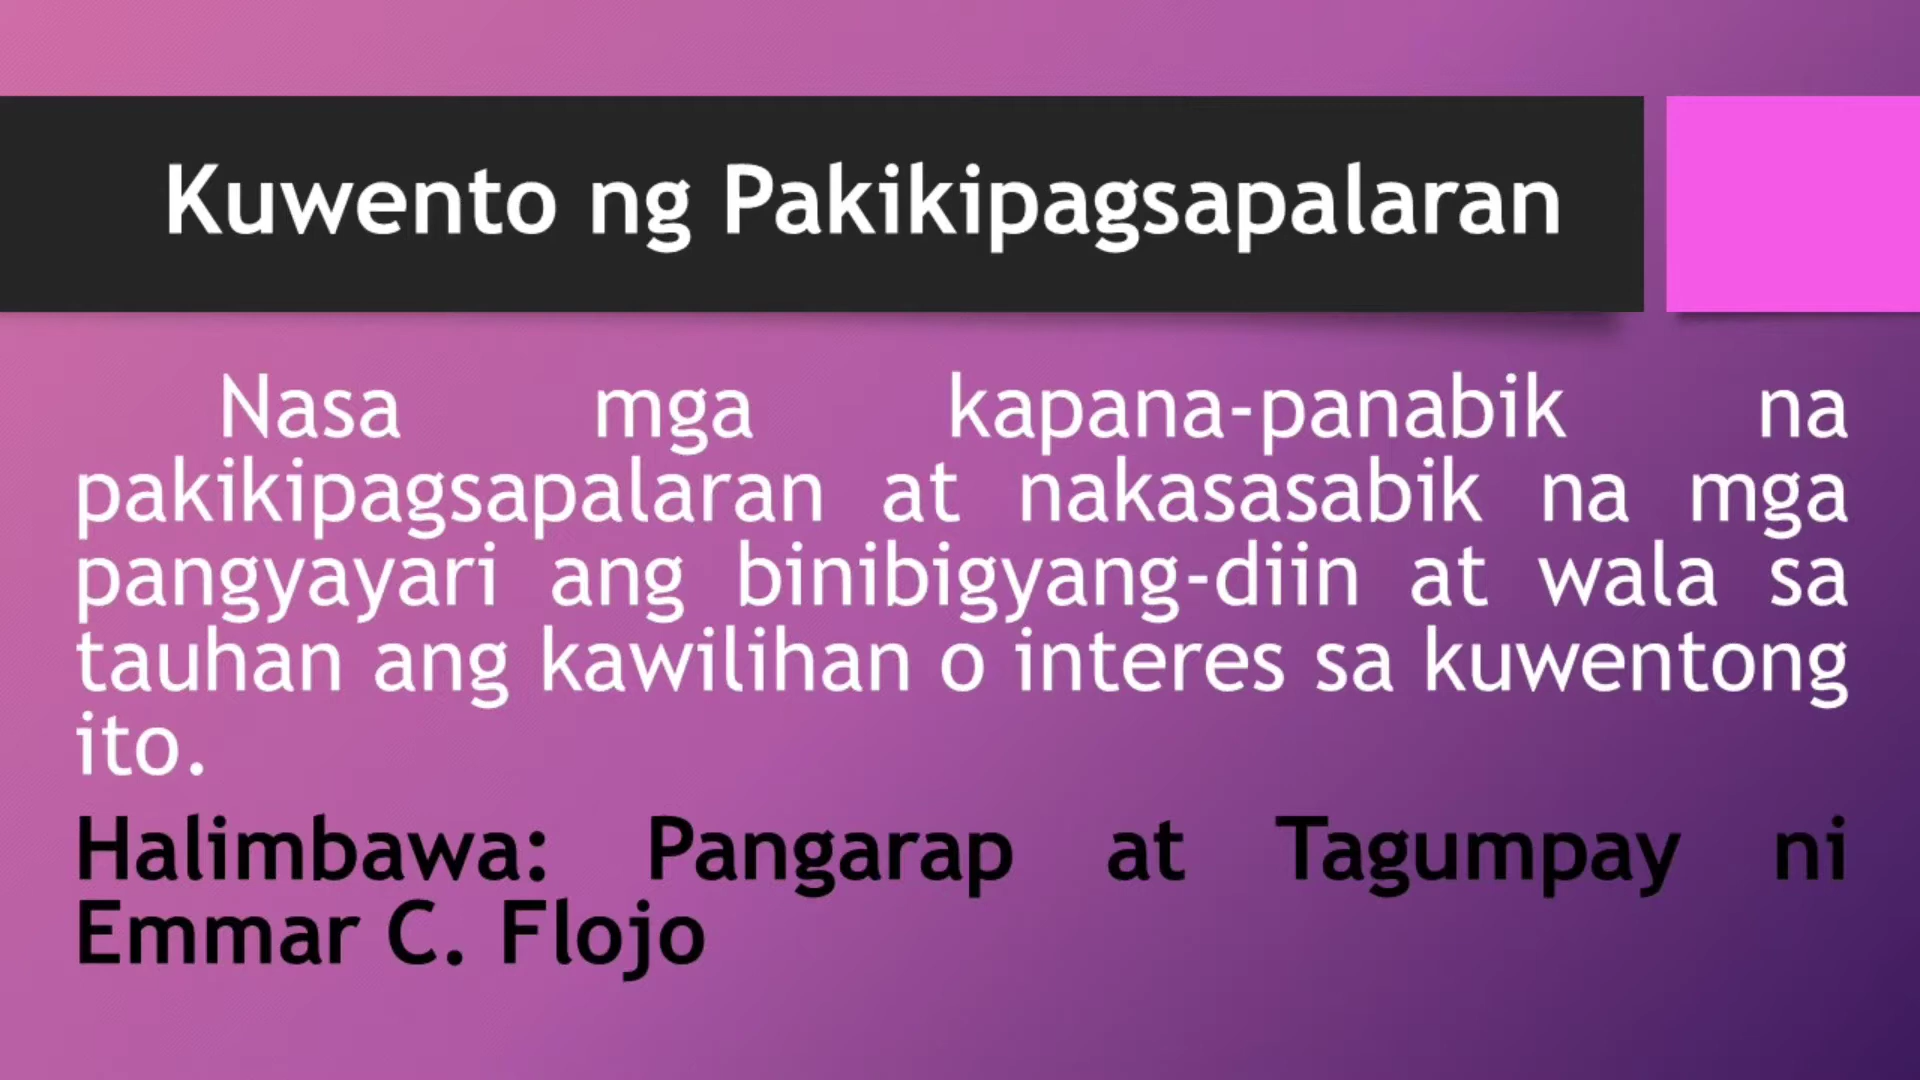 Kuwento ng Pakikipagsapalaran
Nasa mga kapana-panabik na
pakikipagsapalaran at nakasasabik na mga
pangyayari ang binibigyang-diin at wala sa
tauhan ang kawilihan o interes sa kuwentong
ito.
Halimbawa: Pangarap at Tagumpay ni
Emmar C. Flojo